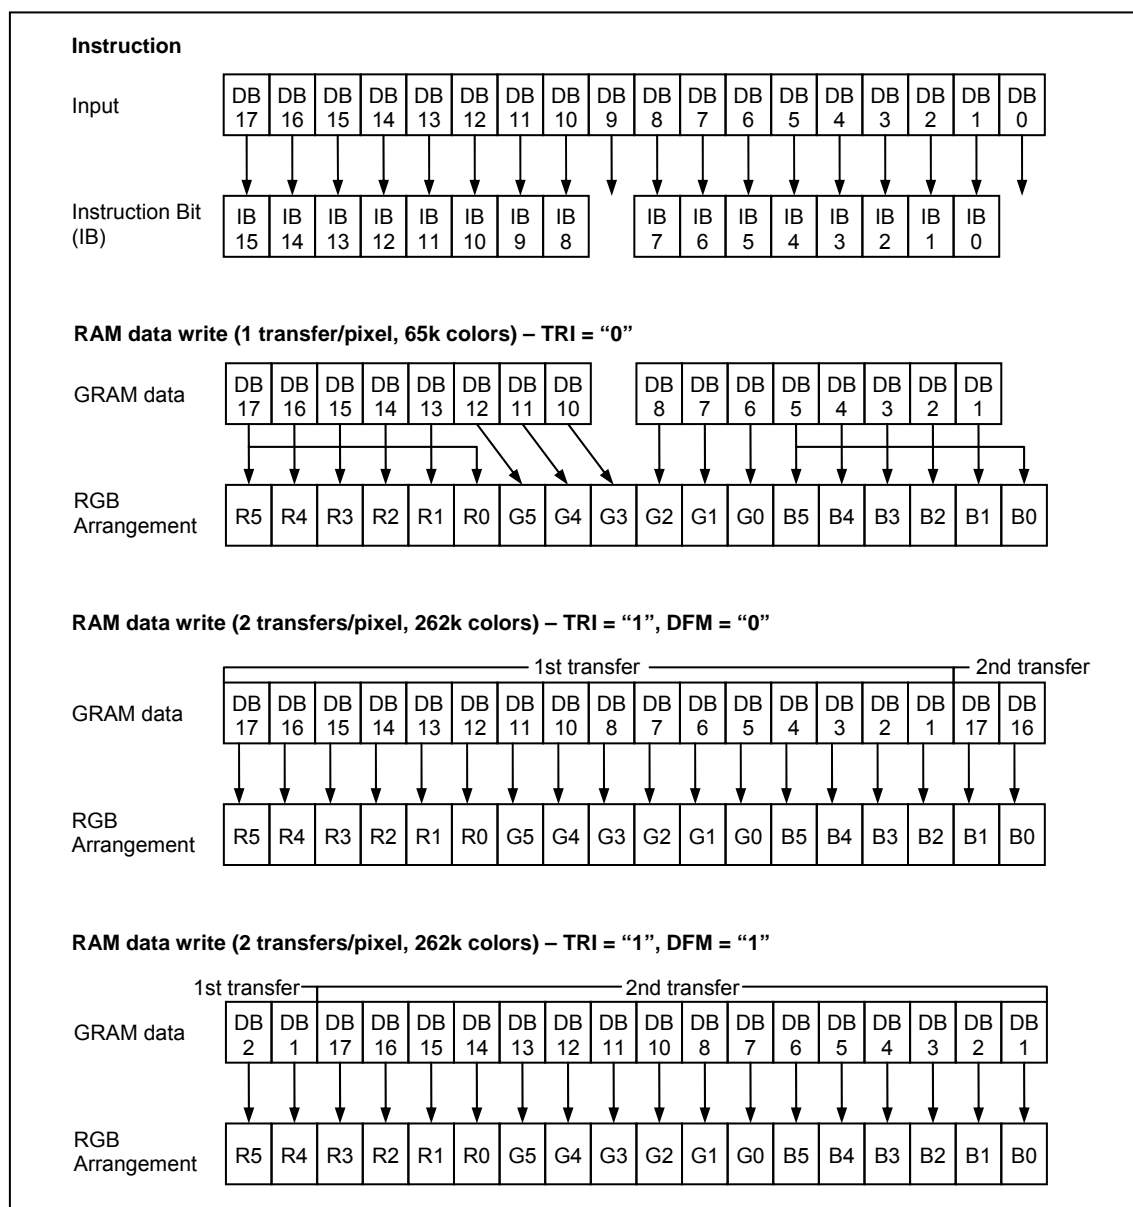 Instruction
Input DB 17 DB 16 DB 15 DB 14 DB 13 DB 12 DB 11 DB 10 DB 9 DB 8 DB 7 DB 6 DB 5 DB 4 DB 3 DB 2 DB 1 DB 0
Instruction Bit (IB) IB 15 IB 14 IB 13 IB 12 IB 11 IB 10 IB 9 IB 8 IB 7 IB 6 IB 5 IB 4 IB 3 IB 2 IB 1 IB 0
RAM data write (1 transfer/pixel, 65k colors) – TRI = “0”
GRAM data DB 17 DB 16 DB 15 DB 14 DB 13 DB 12 DB 11 DB 10 DB 8 DB 7 DB 6 DB 5 DB 4 DB 3 DB 2 DB 1
RGB Arrangement R5 R4 R3 R2 R1 R0 G5 G4 G3 G2 G1 G0 B5 B4 B3 B2 B1 B0
RAM data write (2 transfers/pixel, 262k colors) – TRI = “1”, DFM = “0”
1st transfer 2nd transfer
GRAM data DB 17 DB 16 DB 15 DB 14 DB 13 DB 12 DB 11 DB 10 DB 8 DB 7 DB 6 DB 5 DB 4 DB 3 DB 2 DB 1 DB 17 DB 16
RGB Arrangement R5 R4 R3 R2 R1 R0 G5 G4 G3 G2 G1 G0 B5 B4 B3 B2 B1 B0
RAM data write (2 transfers/pixel, 262k colors) – TRI = “1”, DFM = “1”
1st transfer 2nd transfer
GRAM data DB 2 DB 1 DB 17 DB 16 DB 15 DB 14 DB 13 DB 12 DB 11 DB 10 DB 8 DB 7 DB 6 DB 5 DB 4 DB 3 DB 2 DB 1
RGB Arrangement R5 R4 R3 R2 R1 R0 G5 G4 G3 G2 G1 G0 B5 B4 B3 B2 B1 B0